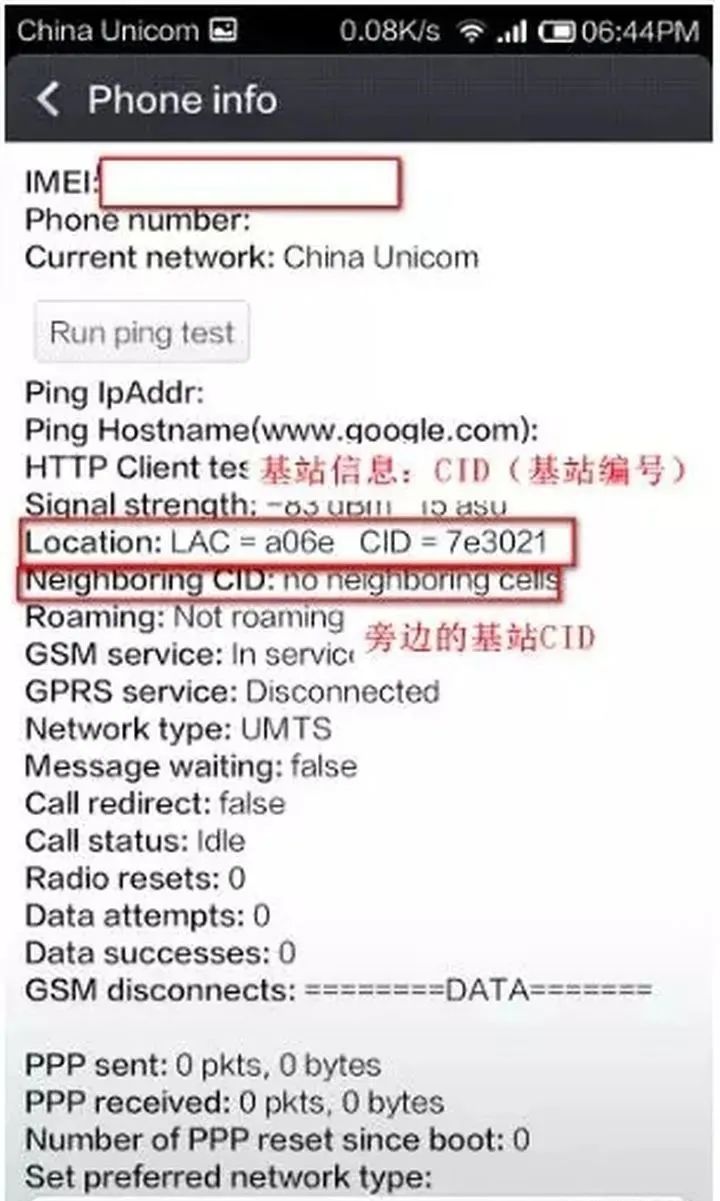 China Unicom 0.08K/s 06:44PM
Phone info
IMEI:
Phone number:
Current network: China Unicom
Run ping test
Ping IpAddr:
Ping Hostname(www.google.com):
HTTP Client tes 基站信息: CID (基站编号)
Signal strength: -83 dBm 15 asu
Location: LAC = a06e CID = 7e3021
Neighboring CID: no neighboring cells
Roaming: Not roaming
旁边的基站CID
GSM service: In service
GPRS service: Disconnected
Network type: UMTS
Message waiting: false
Call redirect: false
Call status: Idle
Radio resets: 0
Data attempts: 0
Data successes: 0
GSM disconnects: ========DATA=======
PPP sent: 0 pkts, 0 bytes
PPP received: 0 pkts, 0 bytes
Number of PPP reset since boot: 0
Set preferred network type: